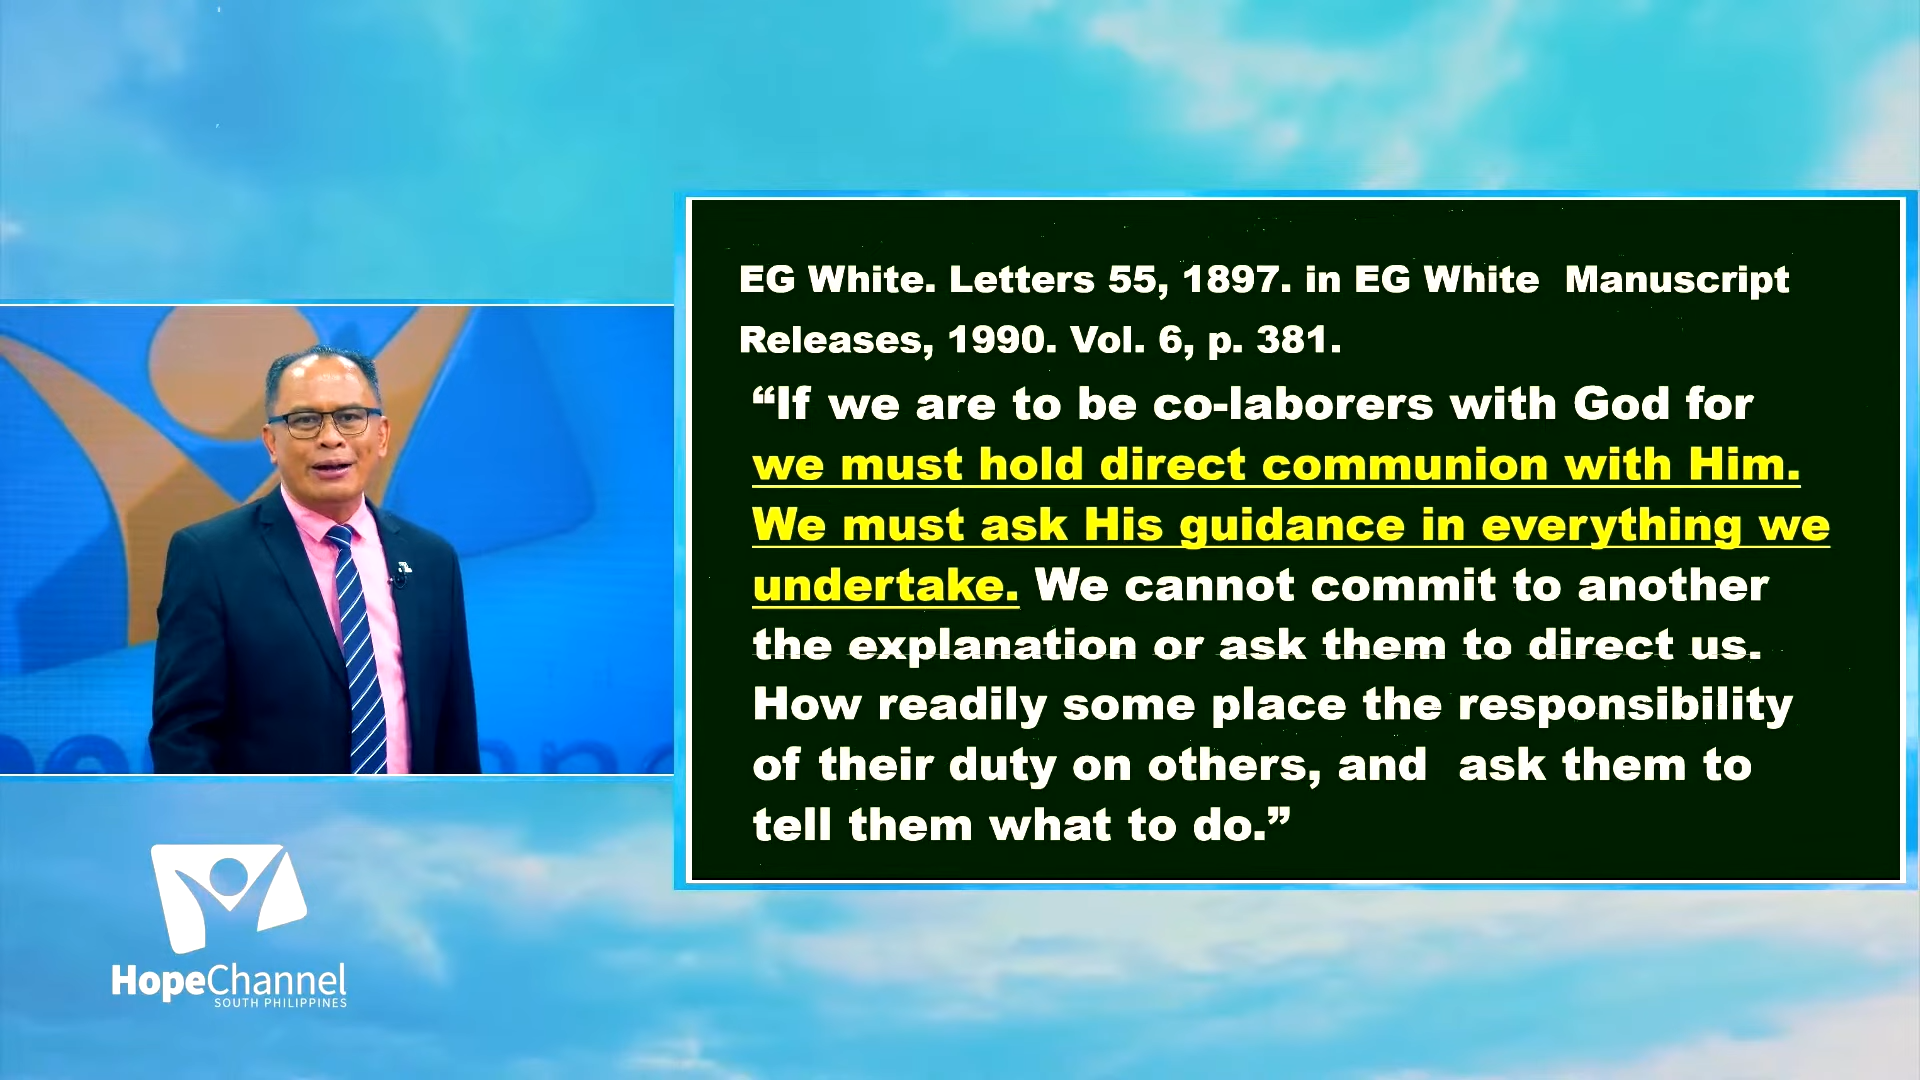 EG White. Letters 55, 1897. in EG White  Manuscript
Releases, 1990. Vol. 6, p. 381.
“If we are to be co-laborers with God for
we must hold direct communion with Him.
We must ask His guidance in everything we
undertake. We cannot commit to another
the explanation or ask them to direct us.
How readily some place the responsibility
of their duty on others, and  ask them to
tell them what to do.”
HopeChannel
SOUTH PHILIPPINES